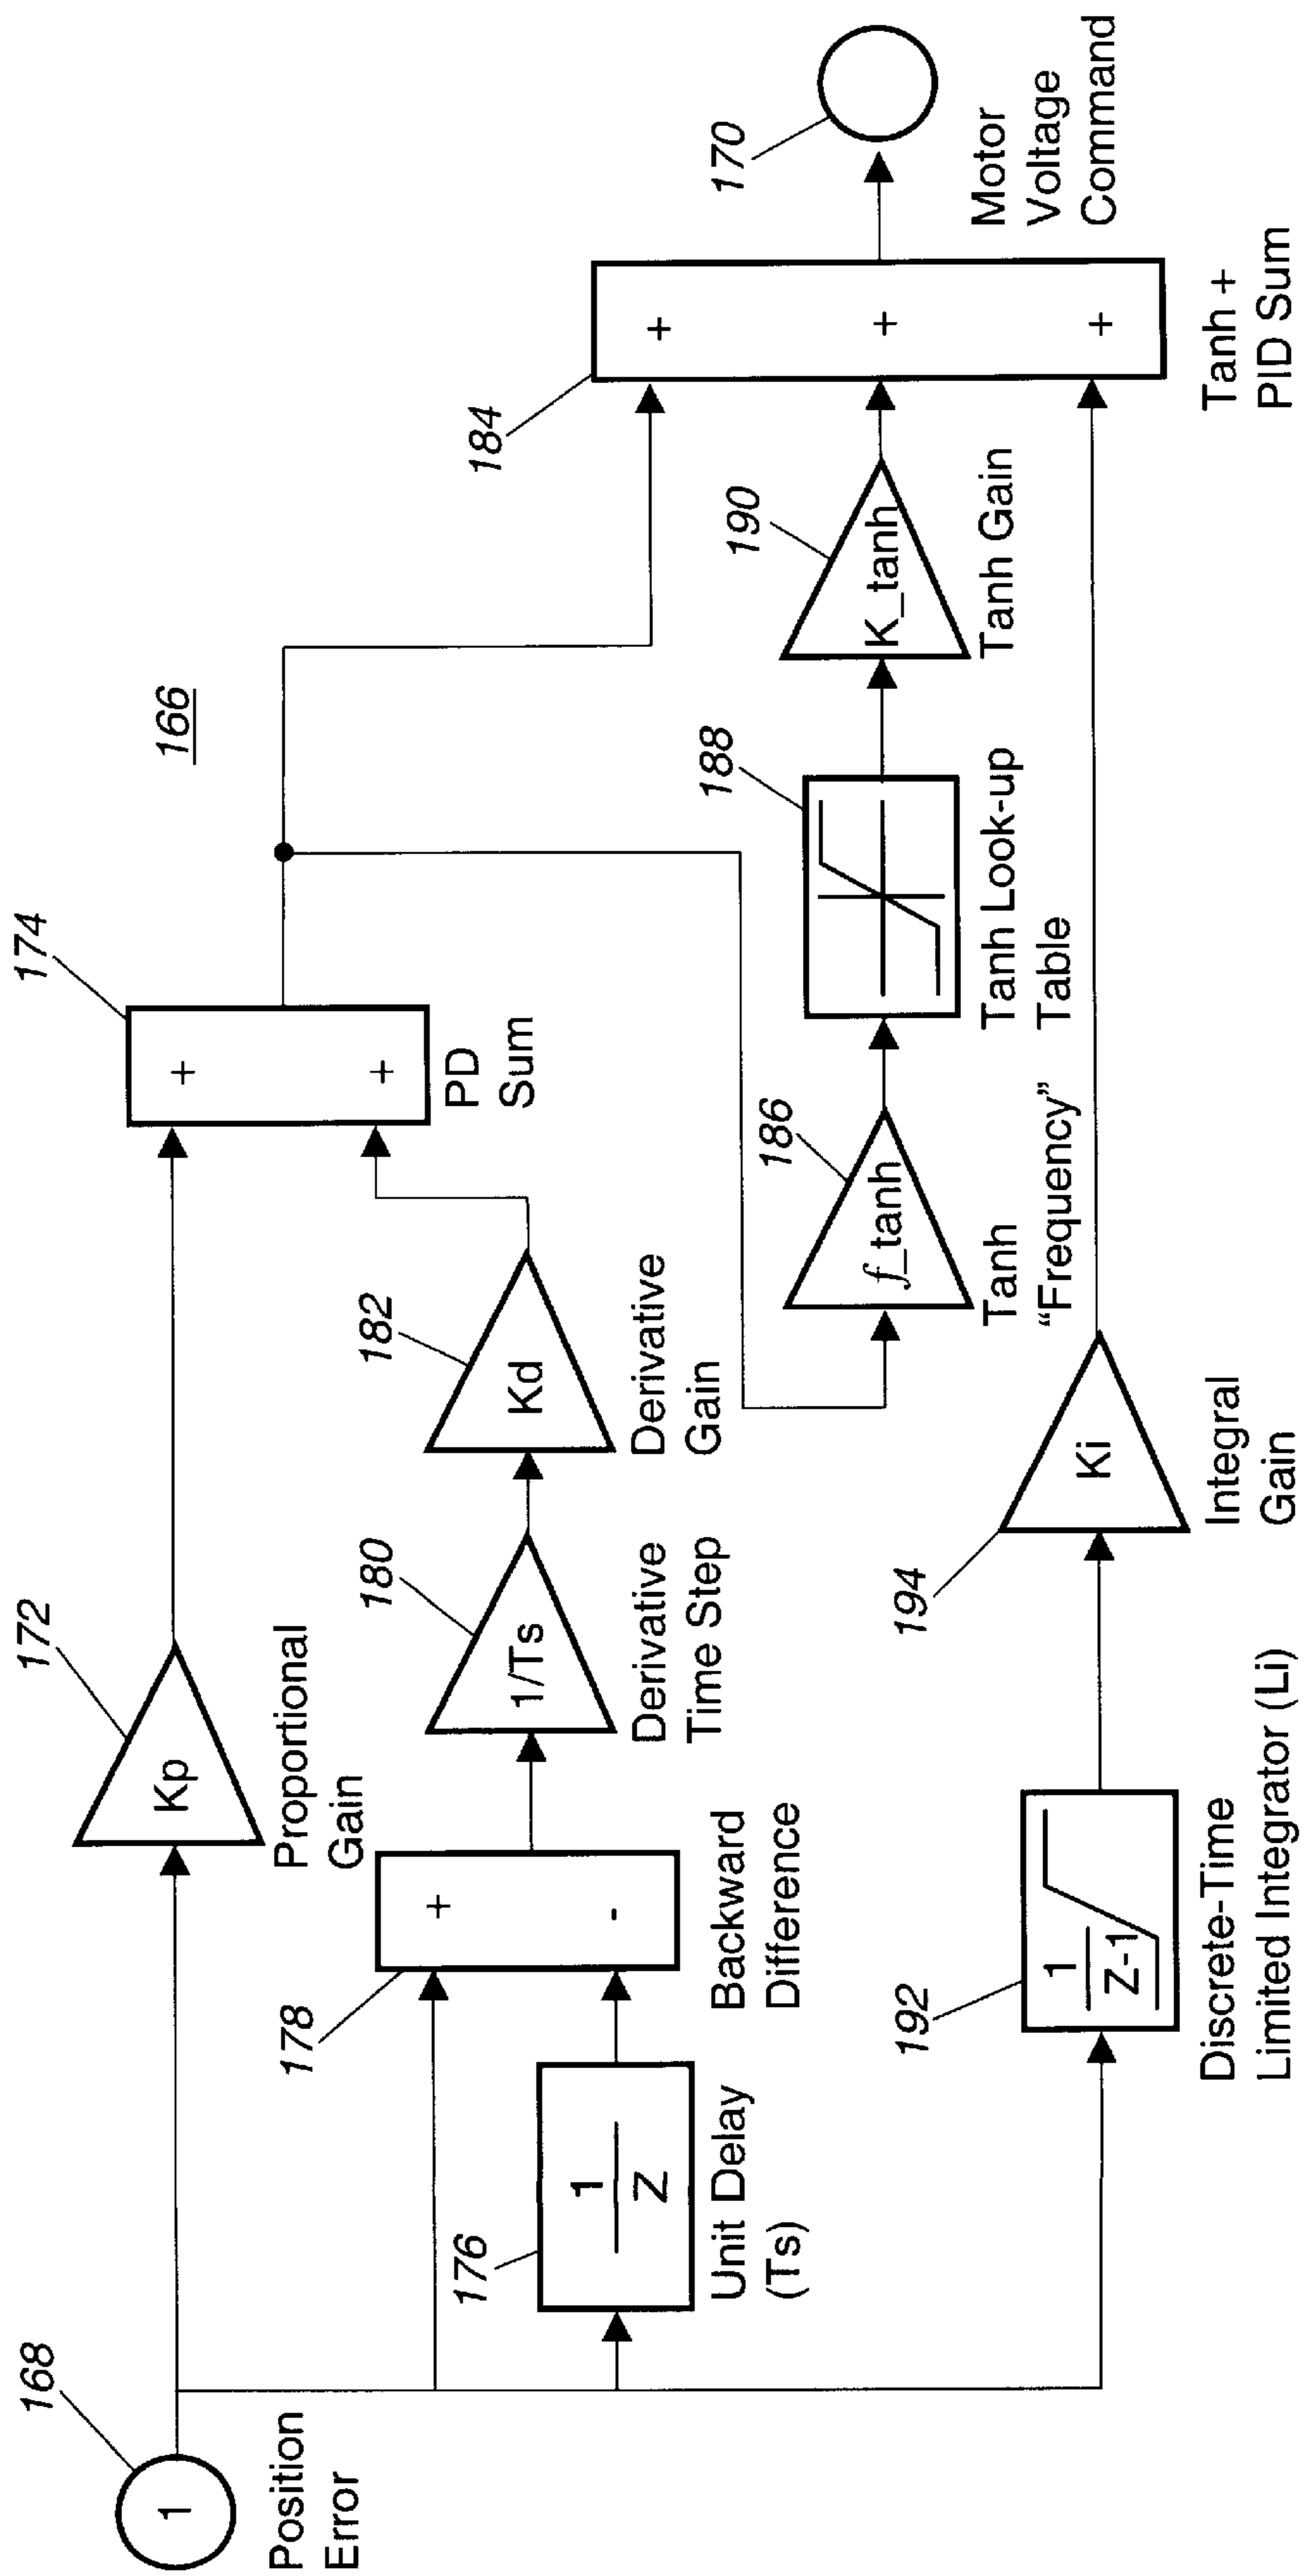 166
168
1
Position
Error
172
Kp
Proportional
Gain
174
+
+
PD
Sum
176
1
Z
Unit Delay
(Ts)
178
+
-
Backward
Difference
180
1/Ts
Derivative
Time Step
182
Kd
Derivative
Gain
186
f_tanh
Tanh
“Frequency”
188
Tanh Look-up
Table
190
K_tanh
Tanh Gain
192
1
Z-1
Discrete-Time
Limited Integrator (Li)
194
Ki
Integral
Gain
184
+
+
+
Tanh +
PID Sum
170
Motor
Voltage
Command